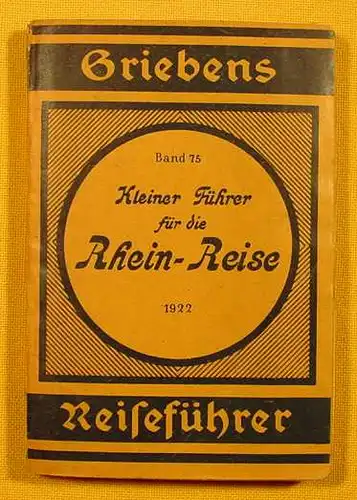 Griebens
Band 75
Kleiner Führer
für die
Rhein-Reise
1922
Reiſeführer